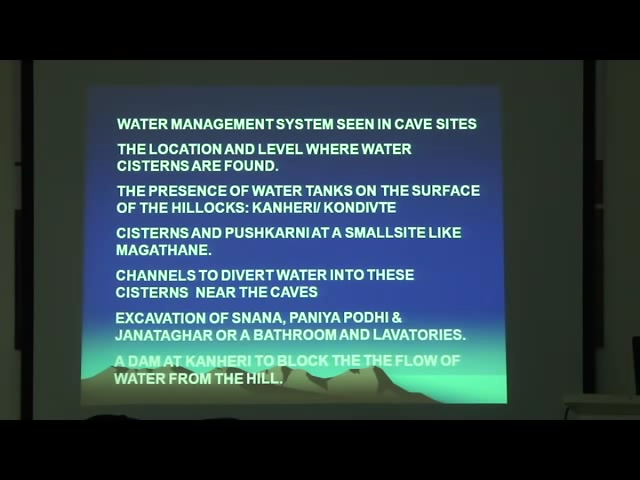 WATER MANAGEMENT SYSTEM SEEN IN CAVE SITES
THE LOCATION AND LEVEL WHERE WATER
CISTERNS ARE FOUND.
THE PRESENCE OF WATER TANKS ON THE SURFACE
OF THE HILLOCKS: KANHERI/ KONDIVTE
CISTERNS AND PUSHKARNI AT A SMALLSITE LIKE
MAGATHANE.
CHANNELS TO DIVERT WATER INTO THESE
CISTERNS NEAR THE CAVES
EXCAVATION OF SNANA, PANIYA PODHI &
JANATAGHAR OR A BATHROOM AND LAVATORIES.
A DAM AT KANHERI TO BLOCK THE THE FLOW OF
WATER FROM THE HILL.